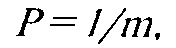 P = l/m,